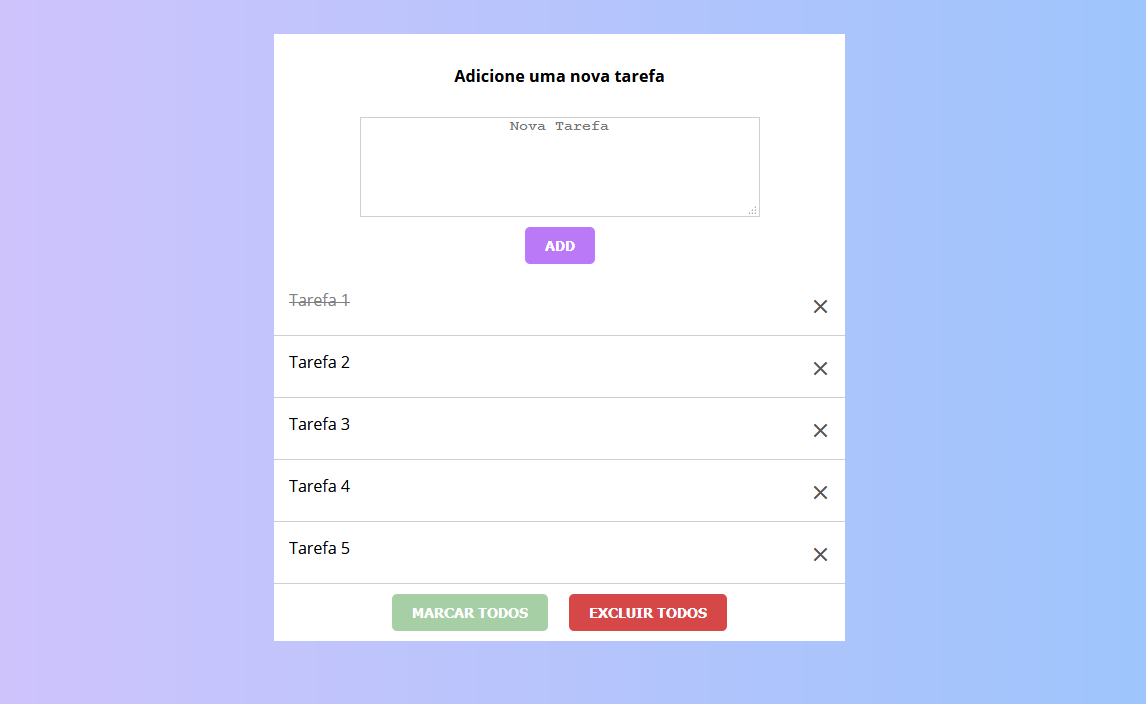 Adicione uma nova tarefa
Nova Tarefa
ADD
Tarefa 1
Tarefa 2
Tarefa 3
Tarefa 4
Tarefa 5
MARCAR TODOS EXCLUIR TODOS